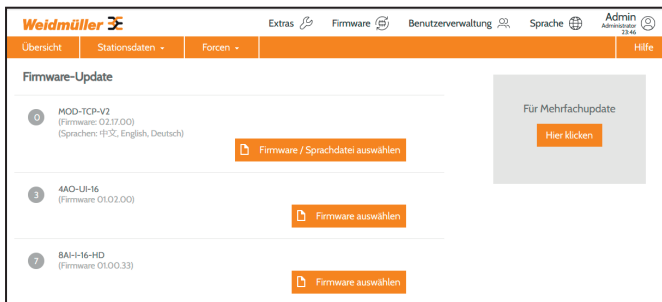 Weidmüller
Extras
Firmware
Benutzerverwaltung
Sprache
Admin
Administrator
23:46
Übersicht
Stationsdaten
Forcen
Hilfe
Firmware-Update
0
MOD-TCP-V2
(Firmware: 02.17.00)
(Sprachen: 中文, English, Deutsch)
Firmware / Sprachdatei auswählen
Für Mehrfachupdate
Hier klicken
3
4AO-UI-16
(Firmware 01.02.00)
Firmware auswählen
7
8AI-I-16-HD
(Firmware 01.00.33)
Firmware auswählen